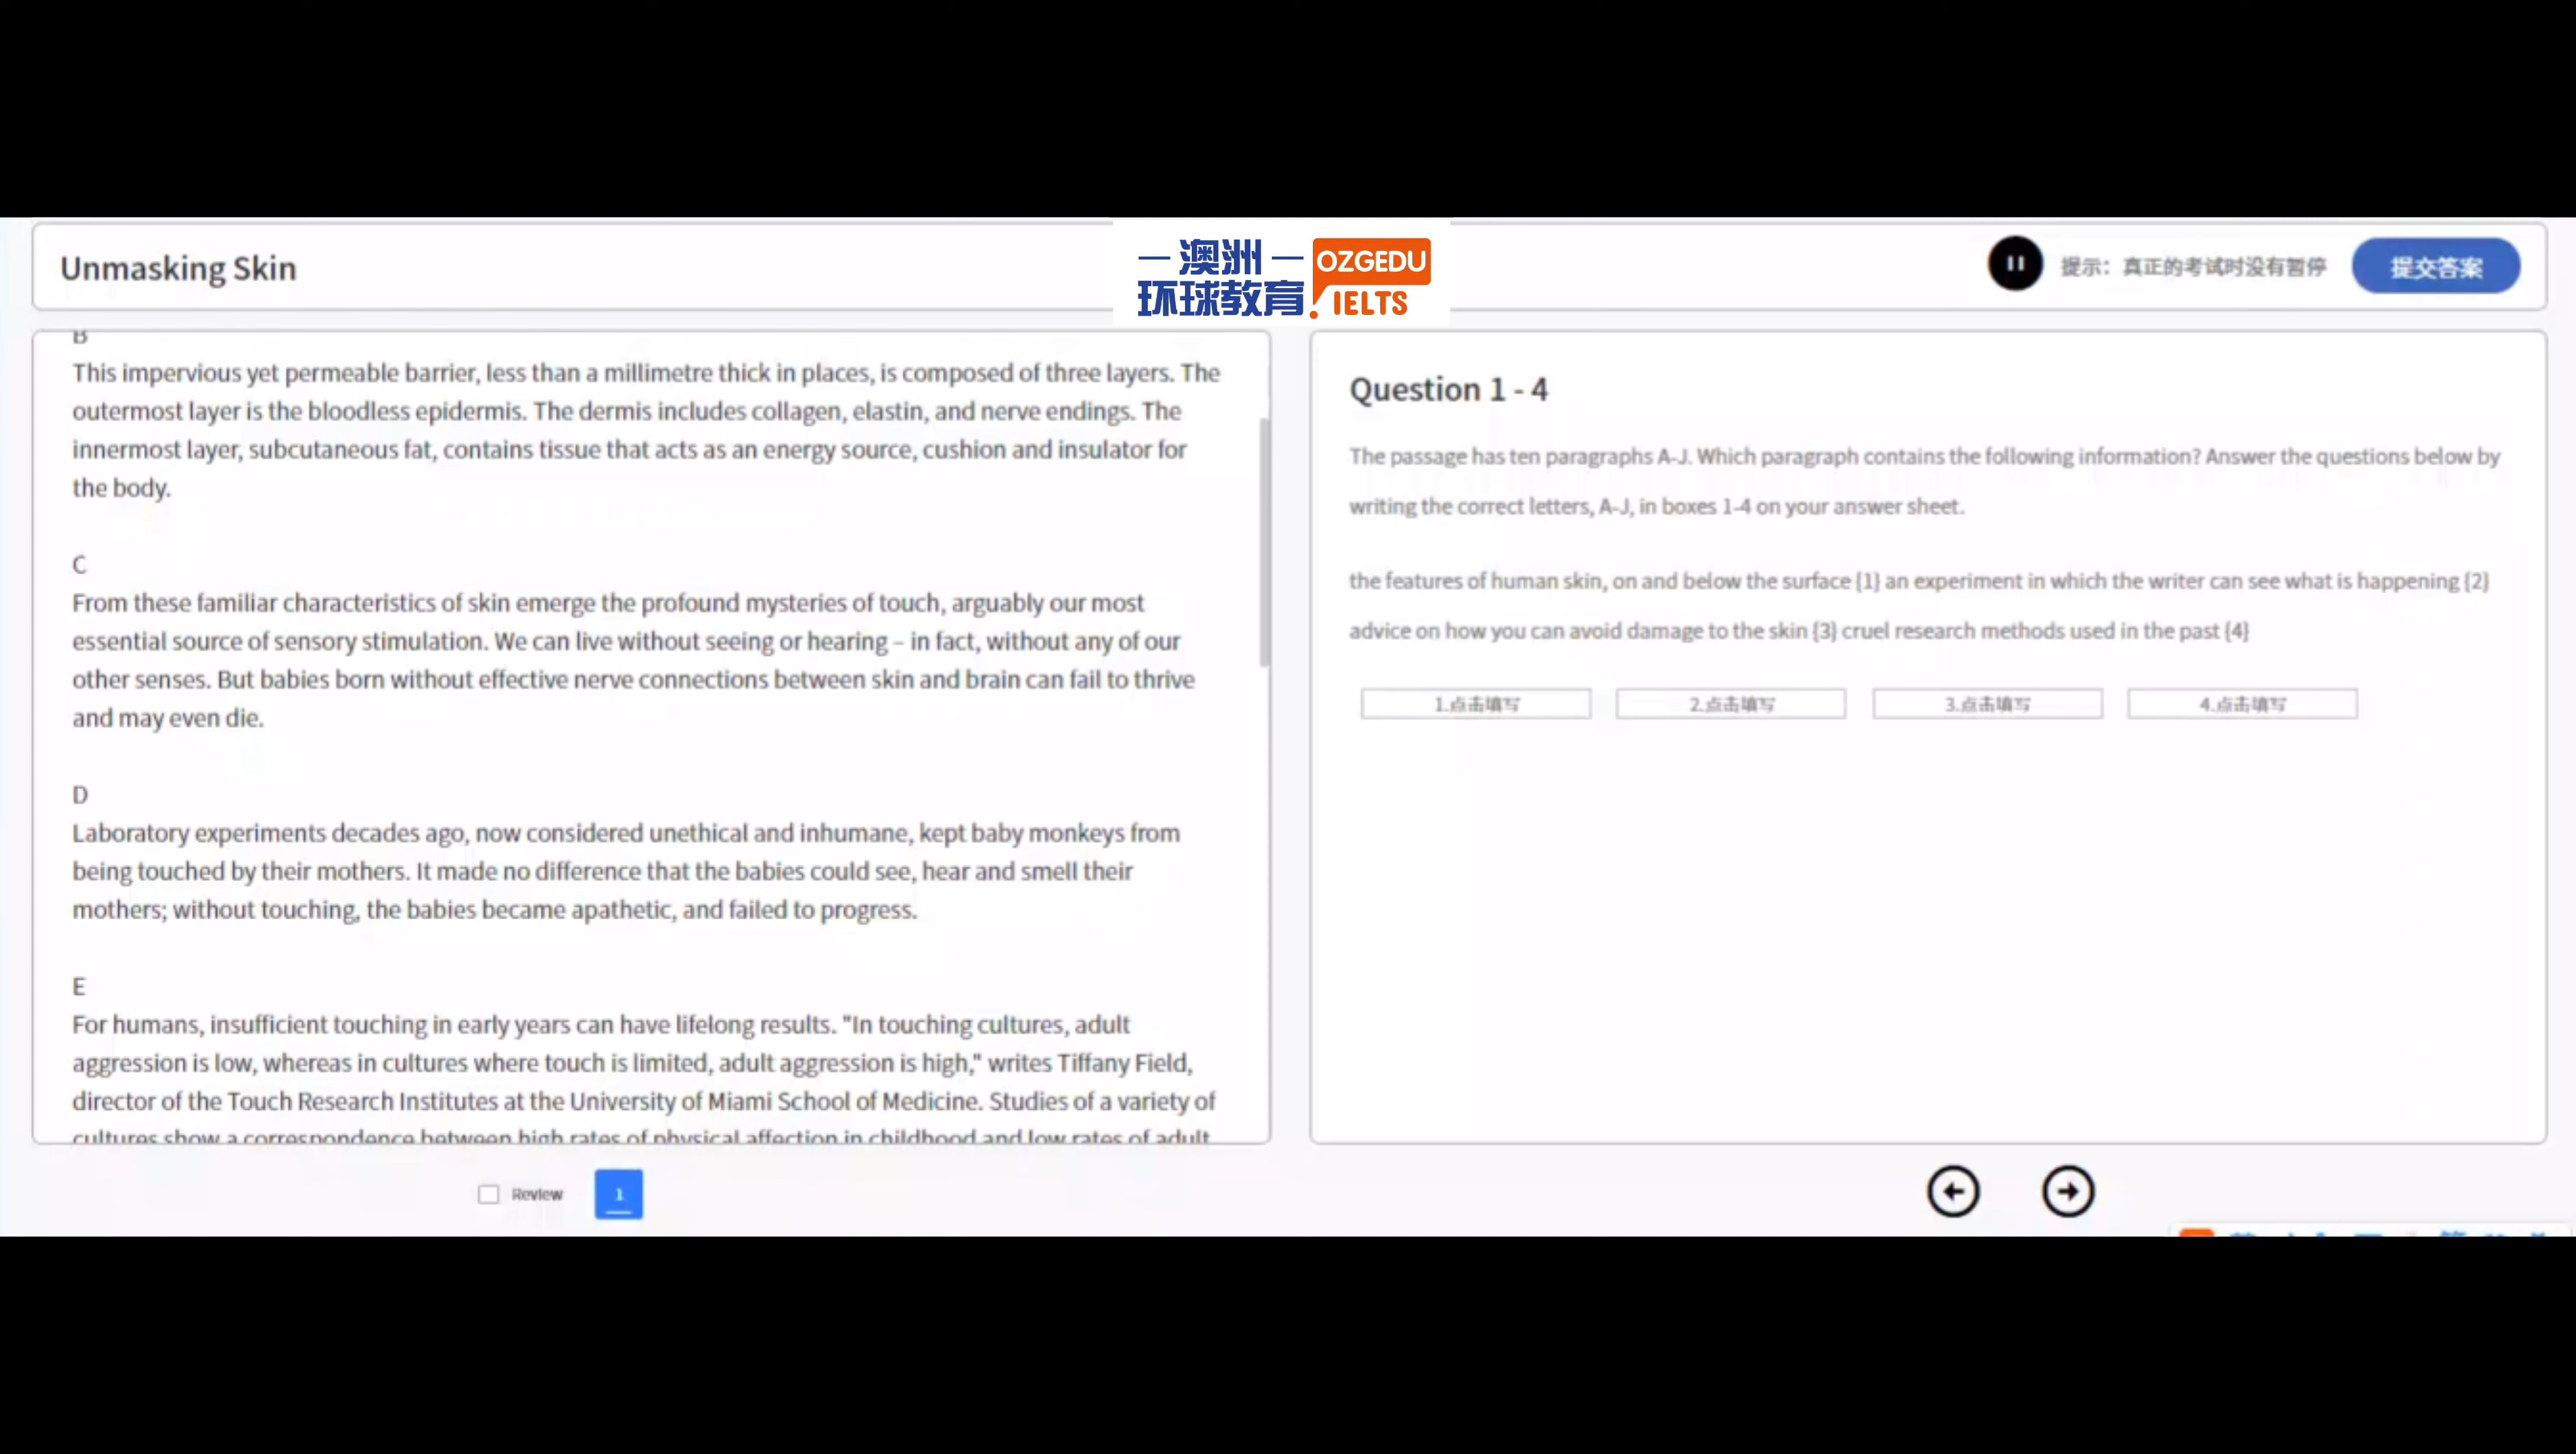 Unmasking Skin
澳洲
环球教育
OZGEDU
IELTS
提示：真正的考试时没有暂停
提交答案
B
This impervious yet permeable barrier, less than a millimetre thick in places, is composed of three layers. The
outermost layer is the bloodless epidermis. The dermis includes collagen, elastin, and nerve endings. The
innermost layer, subcutaneous fat, contains tissue that acts as an energy source, cushion and insulator for
the body.
C
From these familiar characteristics of skin emerge the profound mysteries of touch, arguably our most
essential source of sensory stimulation. We can live without seeing or hearing – in fact, without any of our
other senses. But babies born without effective nerve connections between skin and brain can fail to thrive
and may even die.
D
Laboratory experiments decades ago, now considered unethical and inhumane, kept baby monkeys from
being touched by their mothers. It made no difference that the babies could see, hear and smell their
mothers; without touching, the babies became apathetic, and failed to progress.
E
For humans, insufficient touching in early years can have lifelong results. "In touching cultures, adult
aggression is low, whereas in cultures where touch is limited, adult aggression is high," writes Tiffany Field,
director of the Touch Research Institutes at the University of Miami School of Medicine. Studies of a variety of
cultures show a correspondence between high rates of physical affection in childhood and low rates of adult
Question 1 - 4
The passage has ten paragraphs A-J. Which paragraph contains the following information? Answer the questions below by
writing the correct letters, A-J, in boxes 1-4 on your answer sheet.
the features of human skin, on and below the surface {1} an experiment in which the writer can see what is happening {2}
advice on how you can avoid damage to the skin {3} cruel research methods used in the past {4}
1.点击填写
2.点击填写
3.点击填写
4.点击填写
Review
1